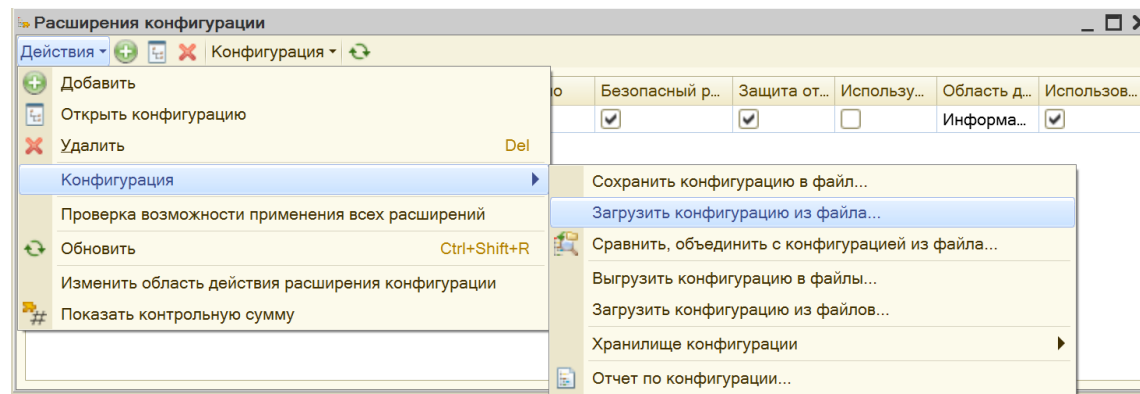 Расширения конфигурации
Действия Конфигурация
Добавить
Открыть конфигурацию
Удалить Del
Конфигурация
Проверка возможности применения всех расширений
Обновить Ctrl+Shift+R
Изменить область действия расширения конфигурации
Показать контрольную сумму
Безопасный р... Защита от... Использу... Область д... Использов...
Информа...
Сохранить конфигурацию в файл...
Загрузить конфигурацию из файла...
Сравнить, объединить с конфигурацией из файла...
Выгрузить конфигурацию в файлы...
Загрузить конфигурацию из файлов...
Хранилище конфигурации
Отчет по конфигурации...